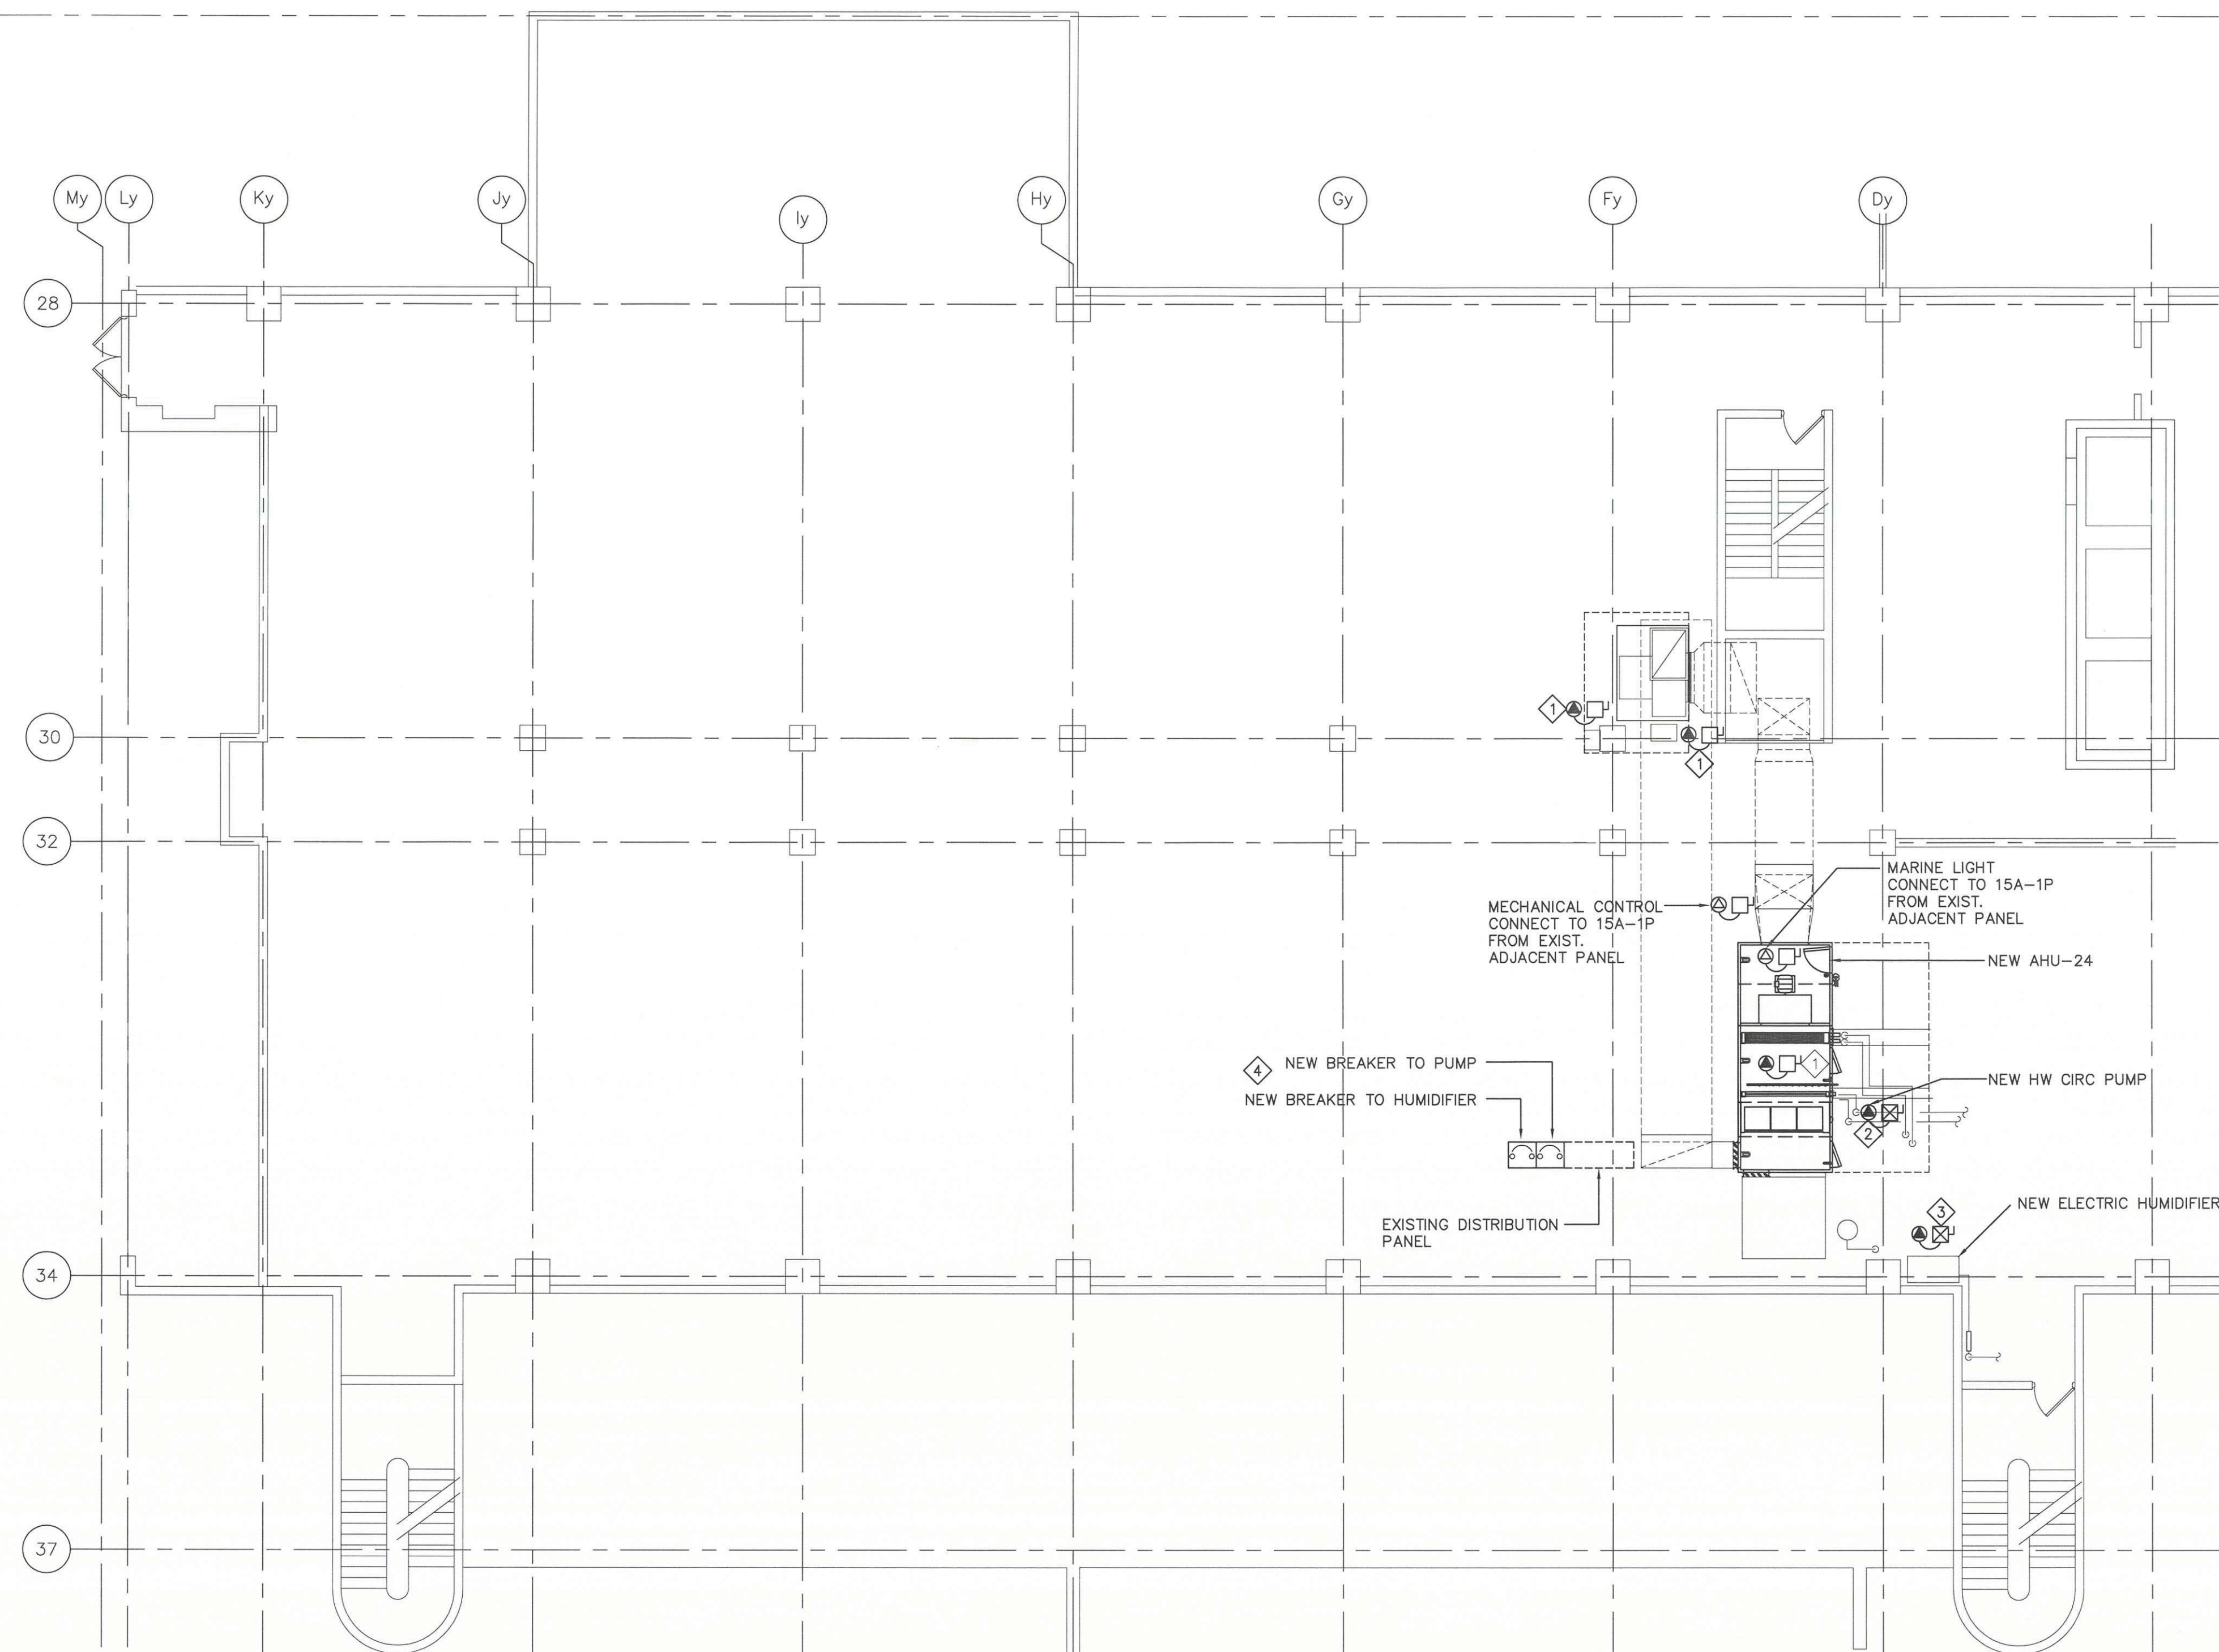 My
Ly
Ky
Jy
Iy
Hy
Gy
Fy
Dy
28
30
1
1
32
MARINE LIGHT
CONNECT TO 15A-1P
FROM EXIST.
ADJACENT PANEL
MECHANICAL CONTROL
CONNECT TO 15A-1P
FROM EXIST.
ADJACENT PANEL
NEW AHU-24
4 NEW BREAKER TO PUMP
1
NEW HW CIRC PUMP
NEW BREAKER TO HUMIDIFIER
2
EXISTING DISTRIBUTION
PANEL
3
NEW ELECTRIC HUMIDIFIER
34
37